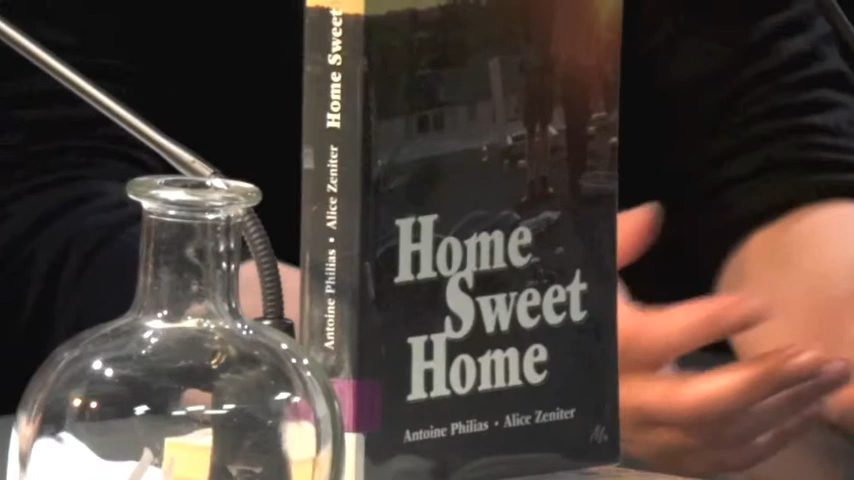 Antoine Philias • Alice Zeniter Home Sweet
Home
Sweet
Home
Antoine Philias • Alice Zeniter